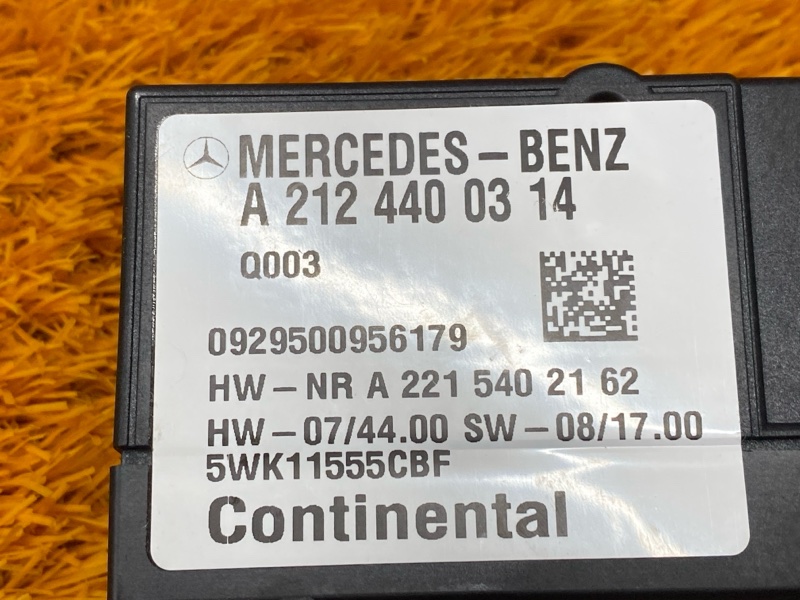 MERCEDES-BENZ
A 212 440 03 14
Q003
0929500956179
HW-NR A 221 540 21 62
HW-07/44.00 SW-08/17.00
5WK11555CBF
Continental